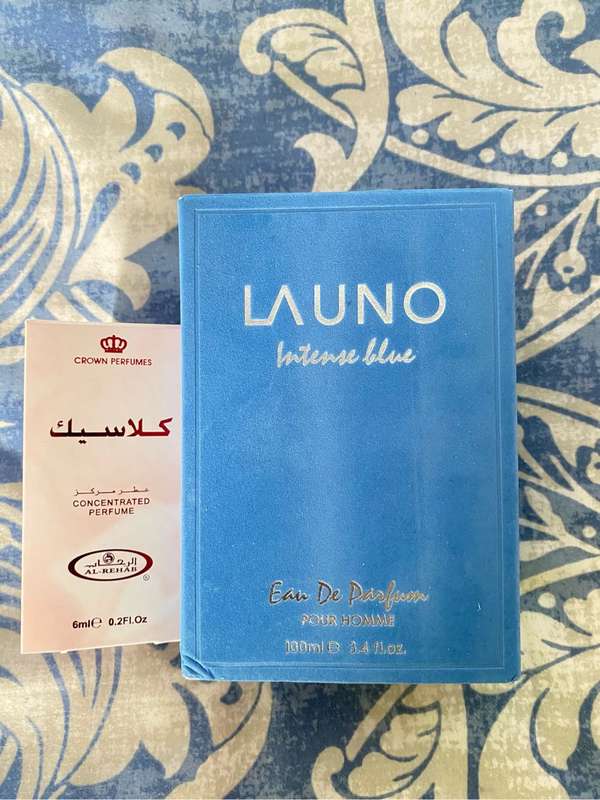 CROWN PERFUMES
كلاسيك
عطر مركز
CONCENTRATED
PERFUME
الرحاب
AL-REHAB
®
6ml e 0.2Fl.Oz
LAUNO
Intense blue
Eau De Parfum
POUR HOMME
100ml e 3.4 fl.oz.